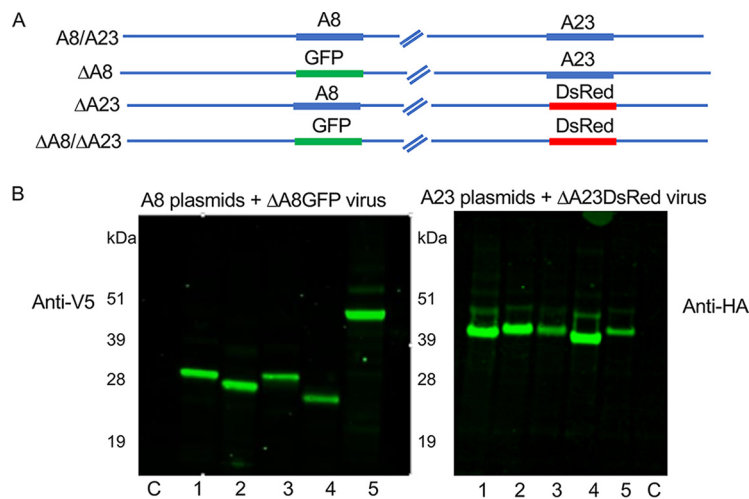 A
A8/A23 A8 A23
ΔA8 GFP A23
ΔA23 A8 DsRed
ΔA8/ΔA23 GFP DsRed
B
A8 plasmids + ΔA8GFP virus
A23 plasmids + ΔA23DsRed virus
kDa
Anti-V5
51
39
28
19
C 1 2 3 4 5
kDa
51
39
28
19
Anti-HA
1 2 3 4 5 C